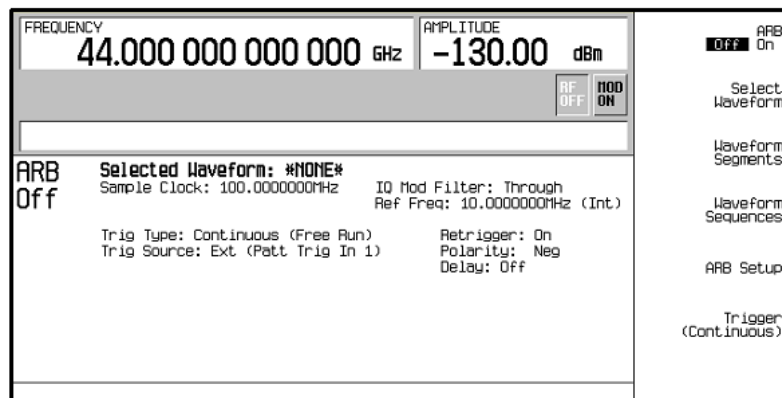 FREQUENCY
44.000 000 000 000 GHz
AMPLITUDE
-130.00 dBm
RF
OFF
MOD
ON
ARB
Off
Selected Waveform: *NONE*
Sample Clock: 100.0000000MHz
IQ Mod Filter: Through
Ref Freq: 10.0000000MHz (Int)
Trig Type: Continuous (Free Run)
Retrigger: On
Trig Source: Ext (Patt Trig In 1)
Polarity: Neg
Delay: Off
ARB
Off On
Select
Waveform
Waveform
Segments
Waveform
Sequences
ARB Setup
Trigger
(Continuous)